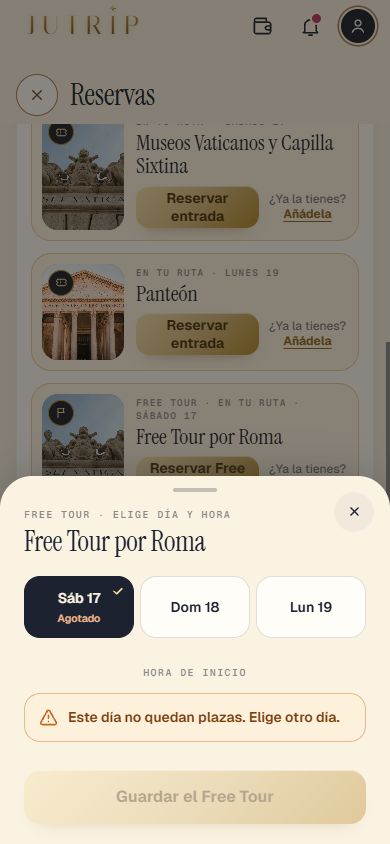 JUTRIP
Reservas
Museos Vaticanos y Capilla
Sixtina
Reservar
entrada
¿Ya la tienes?
Añádela
EN TU RUTA · LUNES 19
Panteón
Reservar
entrada
¿Ya la tienes?
Añádela
FREE TOUR · EN TU RUTA ·
SÁBADO 17
Free Tour por Roma
Reservar Free
¿Ya la tienes?
FREE TOUR · ELIGE DÍA Y HORA
Free Tour por Roma
Sáb 17
Agotado
Dom 18
Lun 19
HORA DE INICIO
Este día no quedan plazas. Elige otro día.
Guardar el Free Tour